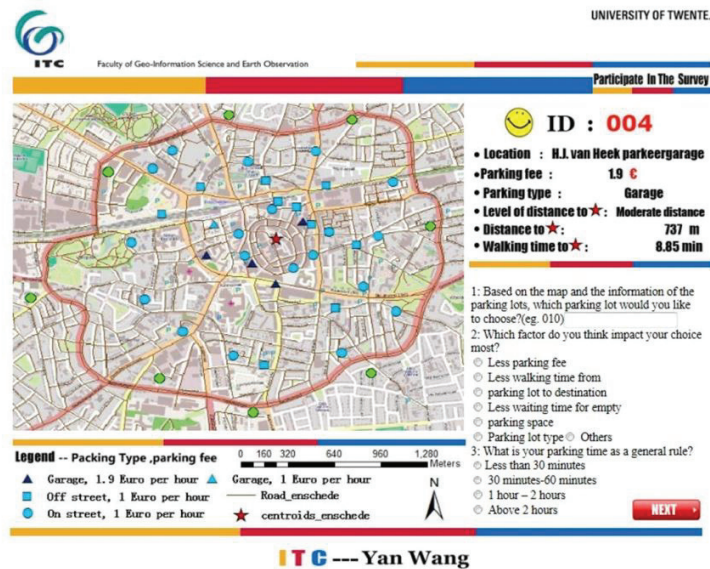 UNIVERSITY OF TWENTE.
ITC
Faculty of Geo-Information Science and Earth Observation
Participate In The Survey
ID : 004
• Location : H.J. van Heek parkeergarage
•Parking fee : 1.9 €
• Parking type : Garage
• Level of distance to ★: Moderate distance
• Distance to ★: 737 m
• Walking time to ★: 8.85 min
1: Based on the map and the information of the
parking lots, which parking lot would you like
to choose?(eg. 010)
2: Which factor do you think impact your choice
most?
Less parking fee
Less walking time from
parking lot to destination
Less waiting time for empty
parking space
Parking lot type Others
3: What is your parking time as a general rule?
Less than 30 minutes
30 minutes-60 minutes
1 hour – 2 hours
Above 2 hours
NEXT
Legend -- Packing Type ,parking fee
0 160 320 640 960 1,280
Meters
Garage, 1.9 Euro per hour Garage, 1 Euro per hour
Off street, 1 Euro per hour Road_enschede
On street, 1 Euro per hour centroids_enschede
N
ITC --- Yan Wang